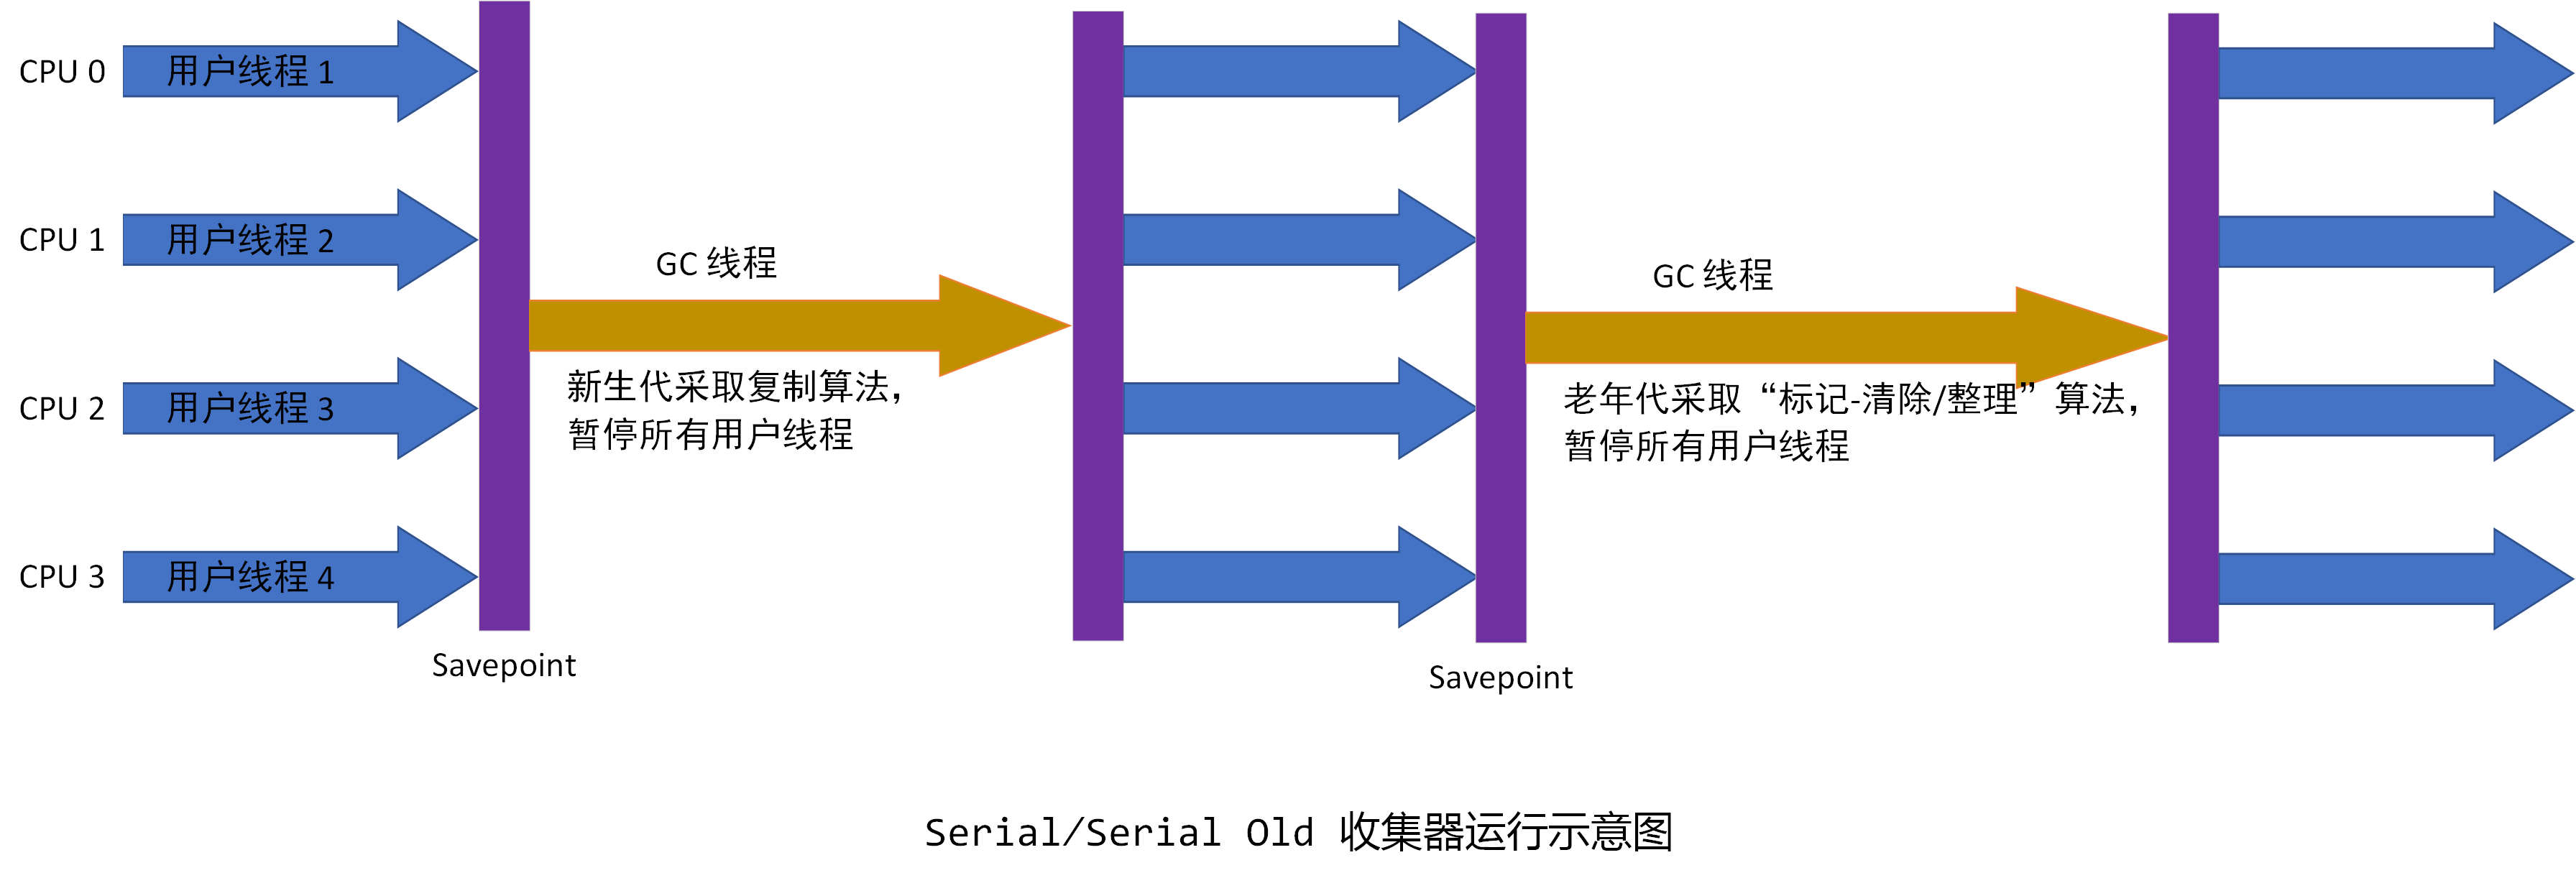 CPU 0
用户线程 1
CPU 1
用户线程 2
GC 线程
GC 线程
CPU 2
用户线程 3
新生代采取复制算法，
暂停所有用户线程
老年代采取“标记-清除/整理”算法，
暂停所有用户线程
CPU 3
用户线程 4
Savepoint
Savepoint
Serial/Serial Old 收集器运行示意图